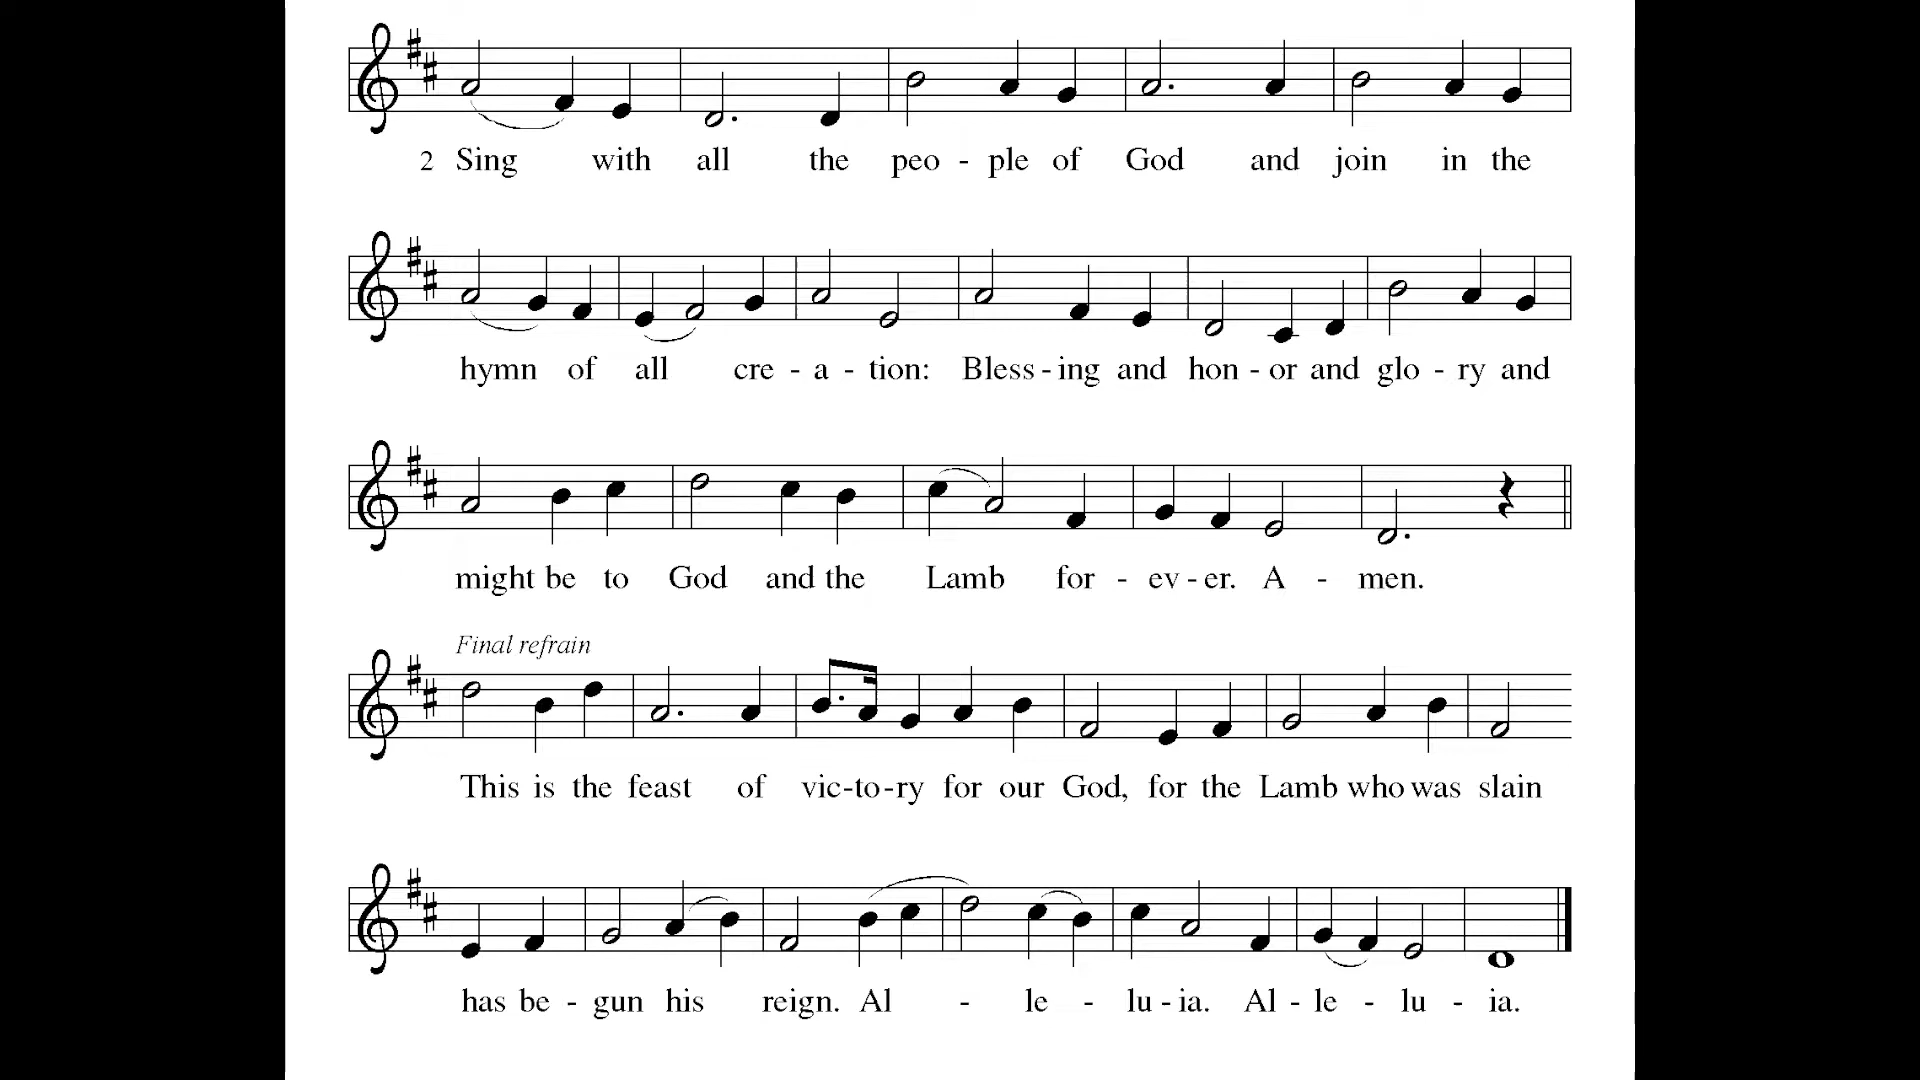 2 Sing with all the peo - ple of God and join in the
hymn of all cre - a - tion: Bless - ing and hon - or and glo - ry and
might be to God and the Lamb for - ev - er. A - men.
Final refrain
This is the feast of vic - to - ry for our God, for the Lamb who was slain
has be - gun his reign. Al - le - lu - ia. Al - le - lu - ia.